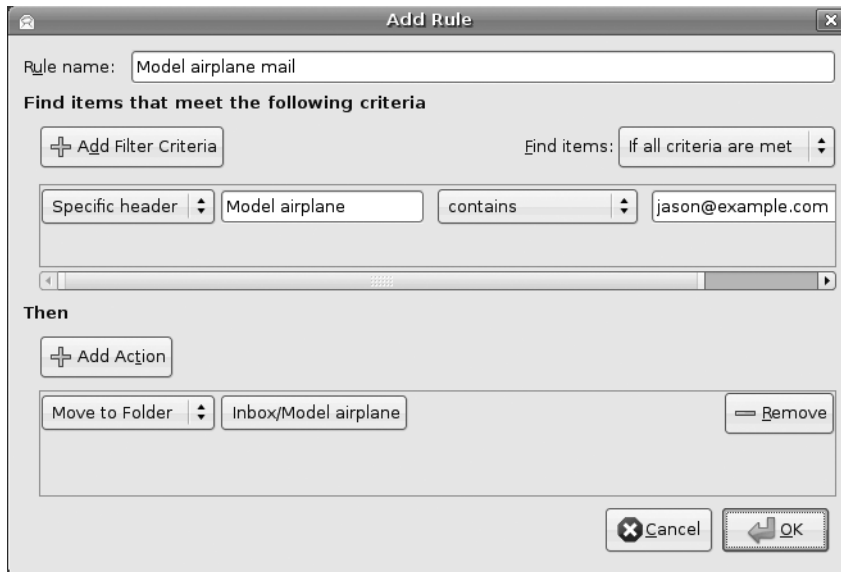 Add Rule
Rule name: Model airplane mail
Find items that meet the following criteria
Add Filter Criteria Find items: If all criteria are met
Specific header Model airplane contains jason@example.com
Then
Add Action
Move to Folder Inbox/Model airplane Remove
Cancel OK